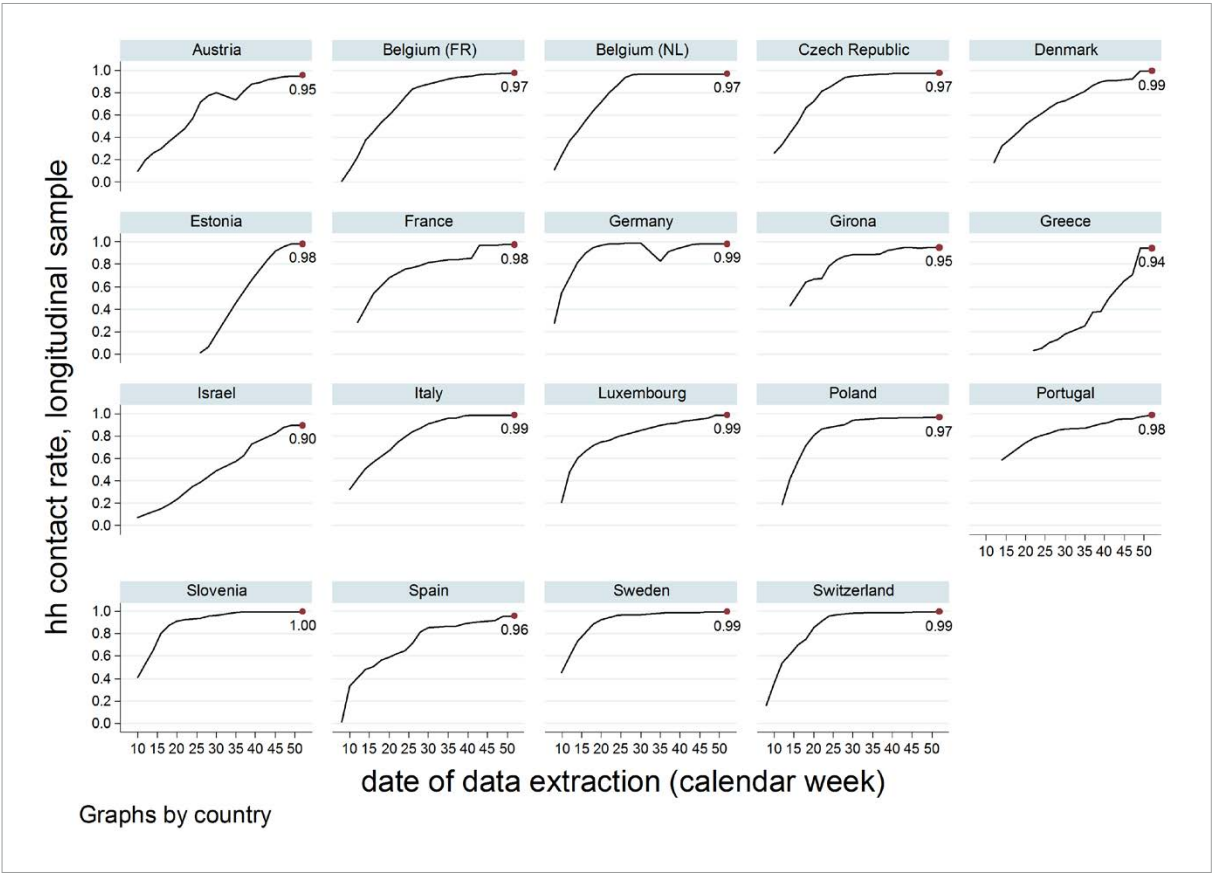 Austria Belgium (FR) Belgium (NL) Czech Republic Denmark
1.0
0.8
0.6
0.4
0.2
0.0
0.95 0.97 0.97 0.97 0.99
Estonia France Germany Girona Greece
1.0
0.8
0.6
0.4
0.2
0.0
0.98 0.98 0.99 0.95 0.94
Israel Italy Luxembourg Poland Portugal
1.0
0.8
0.6
0.4
0.2
0.0
0.90 0.99 0.99 0.97 0.98
10 15 20 25 30 35 40 45 50
Slovenia Spain Sweden Switzerland
1.0
0.8
0.6
0.4
0.2
0.0
1.00 0.96 0.99 0.99
10 15 20 25 30 35 40 45 50 10 15 20 25 30 35 40 45 50 10 15 20 25 30 35 40 45 50 10 15 20 25 30 35 40 45 50
hh contact rate, longitudinal sample
date of data extraction (calendar week)
Graphs by country